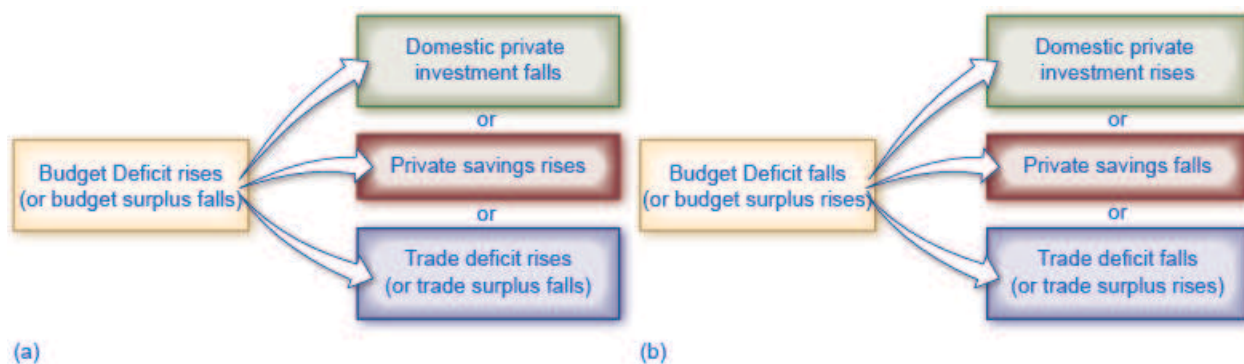 Budget Deficit rises
(or budget surplus falls)
Domestic private
investment falls
or
Private savings rises
or
Trade deficit rises
(or trade surplus falls)
(a)
Budget Deficit falls
(or budget surplus rises)
Domestic private
investment rises
or
Private savings falls
or
Trade deficit falls
(or trade surplus rises)
(b)